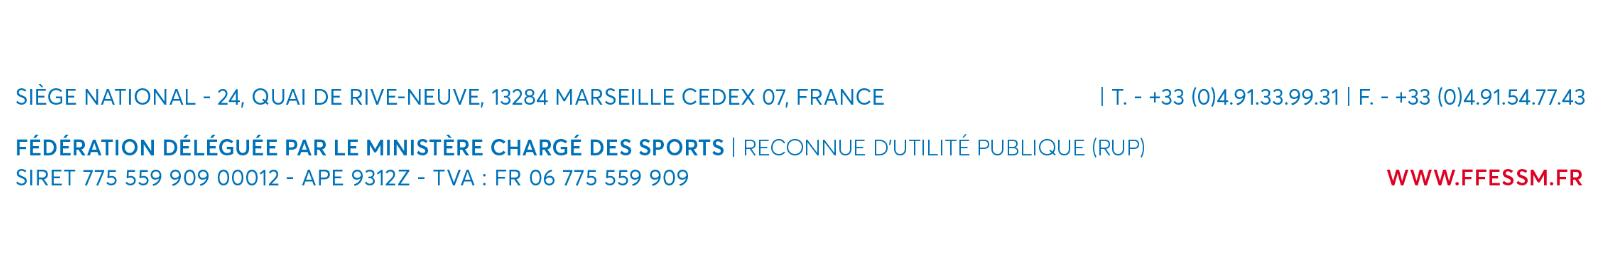 SIÈGE NATIONAL - 24, QUAI DE RIVE-NEUVE, 13284 MARSEILLE CEDEX 07, FRANCE | T. - +33 (0)4.91.33.99.31 | F. - +33 (0)4.91.54.77.43
FÉDÉRATION DÉLÉGUÉE PAR LE MINISTÈRE CHARGÉ DES SPORTS | RECONNUE D'UTILITÉ PUBLIQUE (RUP)
SIRET 775 559 909 00012 - APE 9312Z - TVA : FR 06 775 559 909 WWW.FFESSM.FR